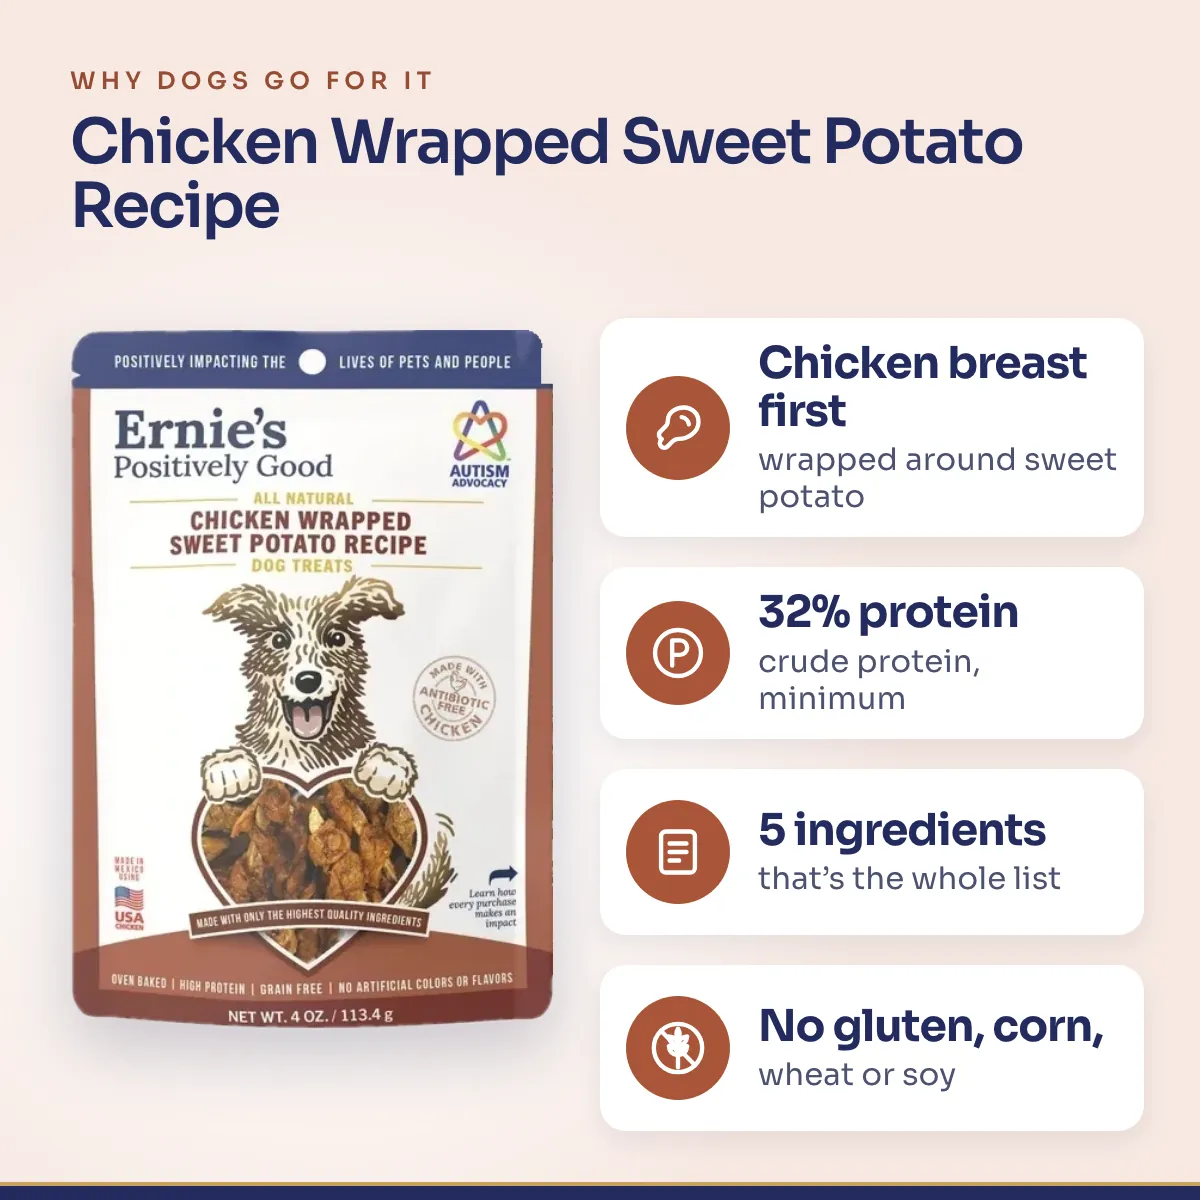 WHY DOGS GO FOR IT
Chicken Wrapped Sweet Potato
Recipe
POSITIVELY IMPACTING THE LIVES OF PETS AND PEOPLE
Ernie's
Positively Good
AUTISM
ADVOCACY
ALL NATURAL
CHICKEN WRAPPED
SWEET POTATO RECIPE
DOG TREATS
MADE WITH
ANTIBIOTIC
FREE
CHICKEN
MADE IN
MEXICO
USING
USA
CHICKEN
Learn how
every purchase
makes an
impact
MADE WITH ONLY THE HIGHEST QUALITY INGREDIENTS
OVEN BAKED | HIGH PROTEIN | GRAIN FREE | NO ARTIFICIAL COLORS OR FLAVORS
NET WT. 4 OZ. / 113.4 g
Chicken breast
first
wrapped around sweet
potato
P
32% protein
crude protein,
minimum
5 ingredients
that's the whole list
No gluten, corn,
wheat or soy